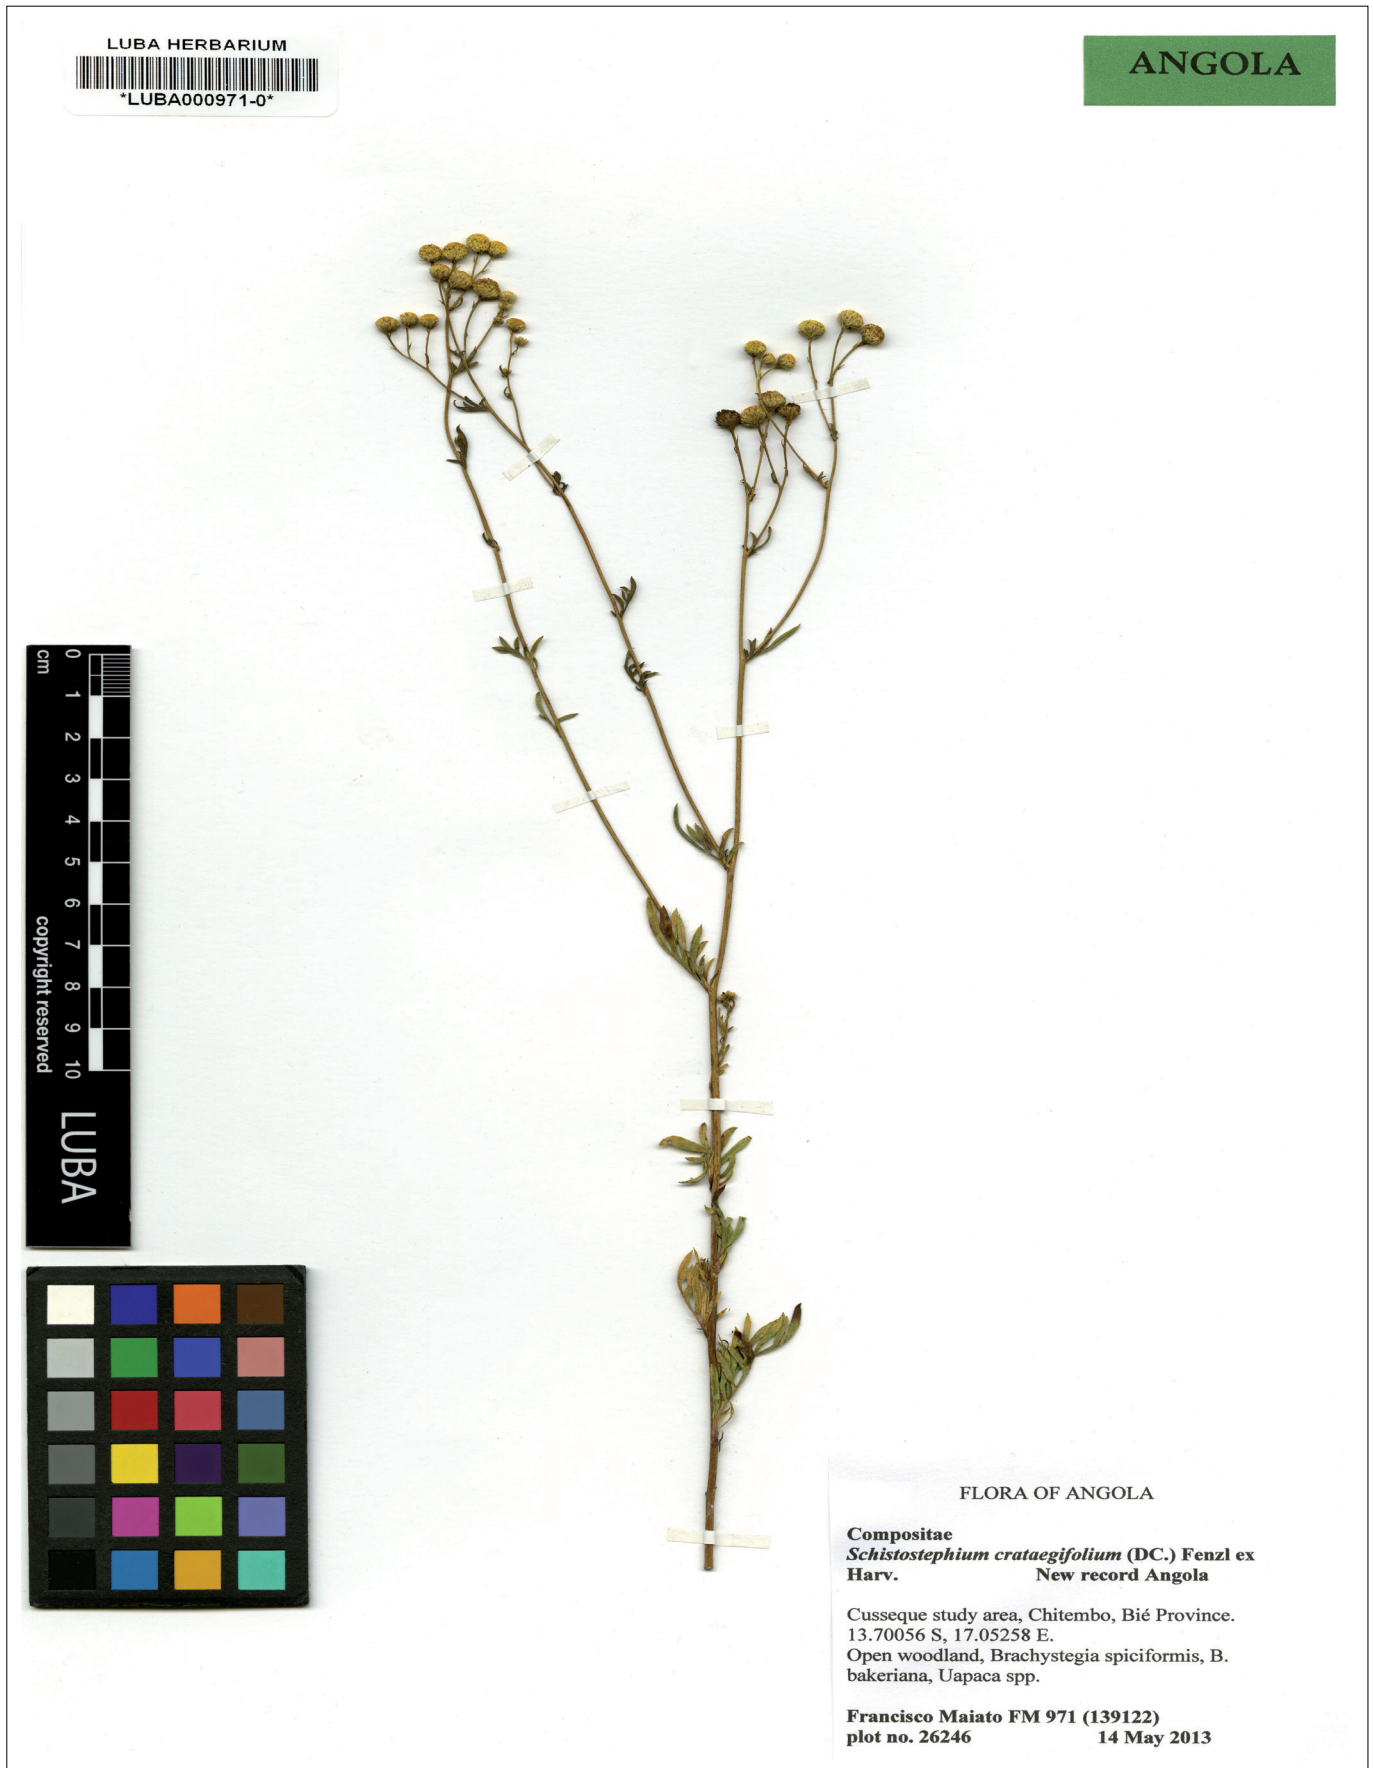 LUBA HERBARIUM
*LUBA000971-0*
ANGOLA
cm
0 1 2 3 4 5 6 7 8 9 10
copyright reserved
LUBA
FLORA OF ANGOLA
Compositae
Schistostephium crataegifolium (DC.) Fenzl ex
Harv. New record Angola
Cusseque study area, Chitembo, Bié Province.
13.70056 S, 17.05258 E.
Open woodland, Brachystegia spiciformis, B.
bakeriana, Uapaca spp.
Francisco Maiato FM 971 (139122)
plot no. 26246 14 May 2013